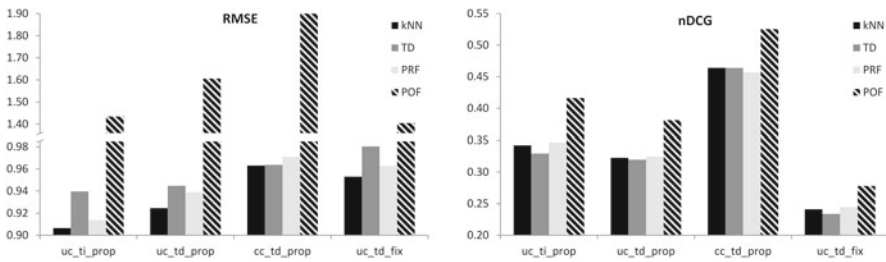 RMSE
1.90
1.80
1.70
1.60
1.50
1.40
0.98
0.96
0.94
0.92
0.90
kNN
TD
PRF
POF
uc_ti_prop
uc_td_prop
cc_td_prop
uc_td_fix
nDCG
0.55
0.50
0.45
0.40
0.35
0.30
0.25
0.20
kNN
TD
PRF
POF
uc_ti_prop
uc_td_prop
cc_td_prop
uc_td_fix